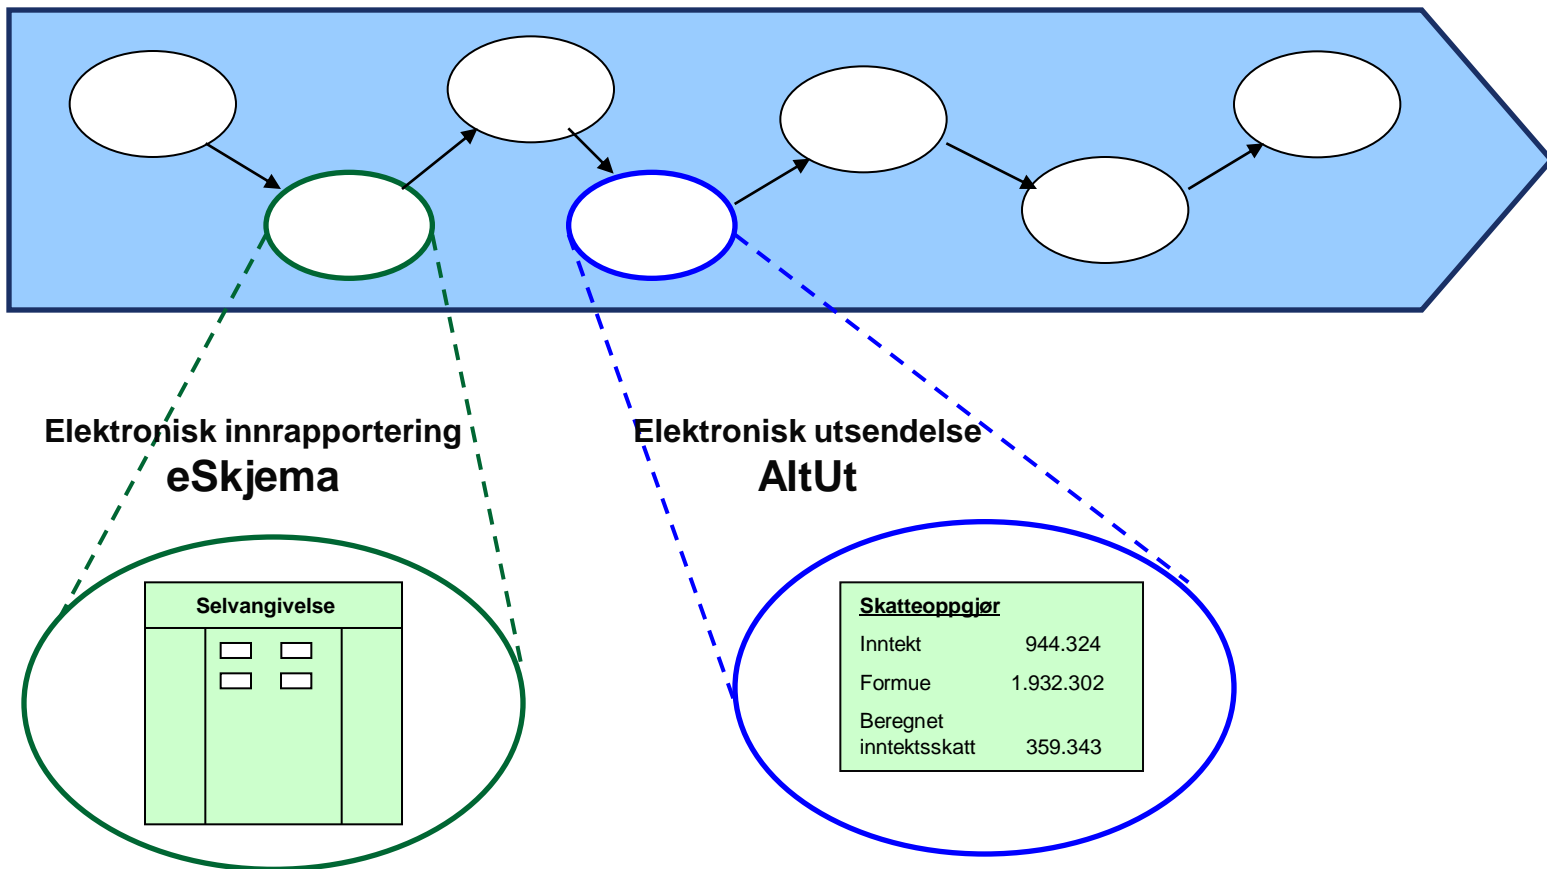 Elektronisk innrapportering
eSkjema
Elektronisk utsendelse
AltUt
Selvangivelse
Skatteoppgjør
Inntekt 944.324
Formue 1.932.302
Beregnet
inntektsskatt 359.343